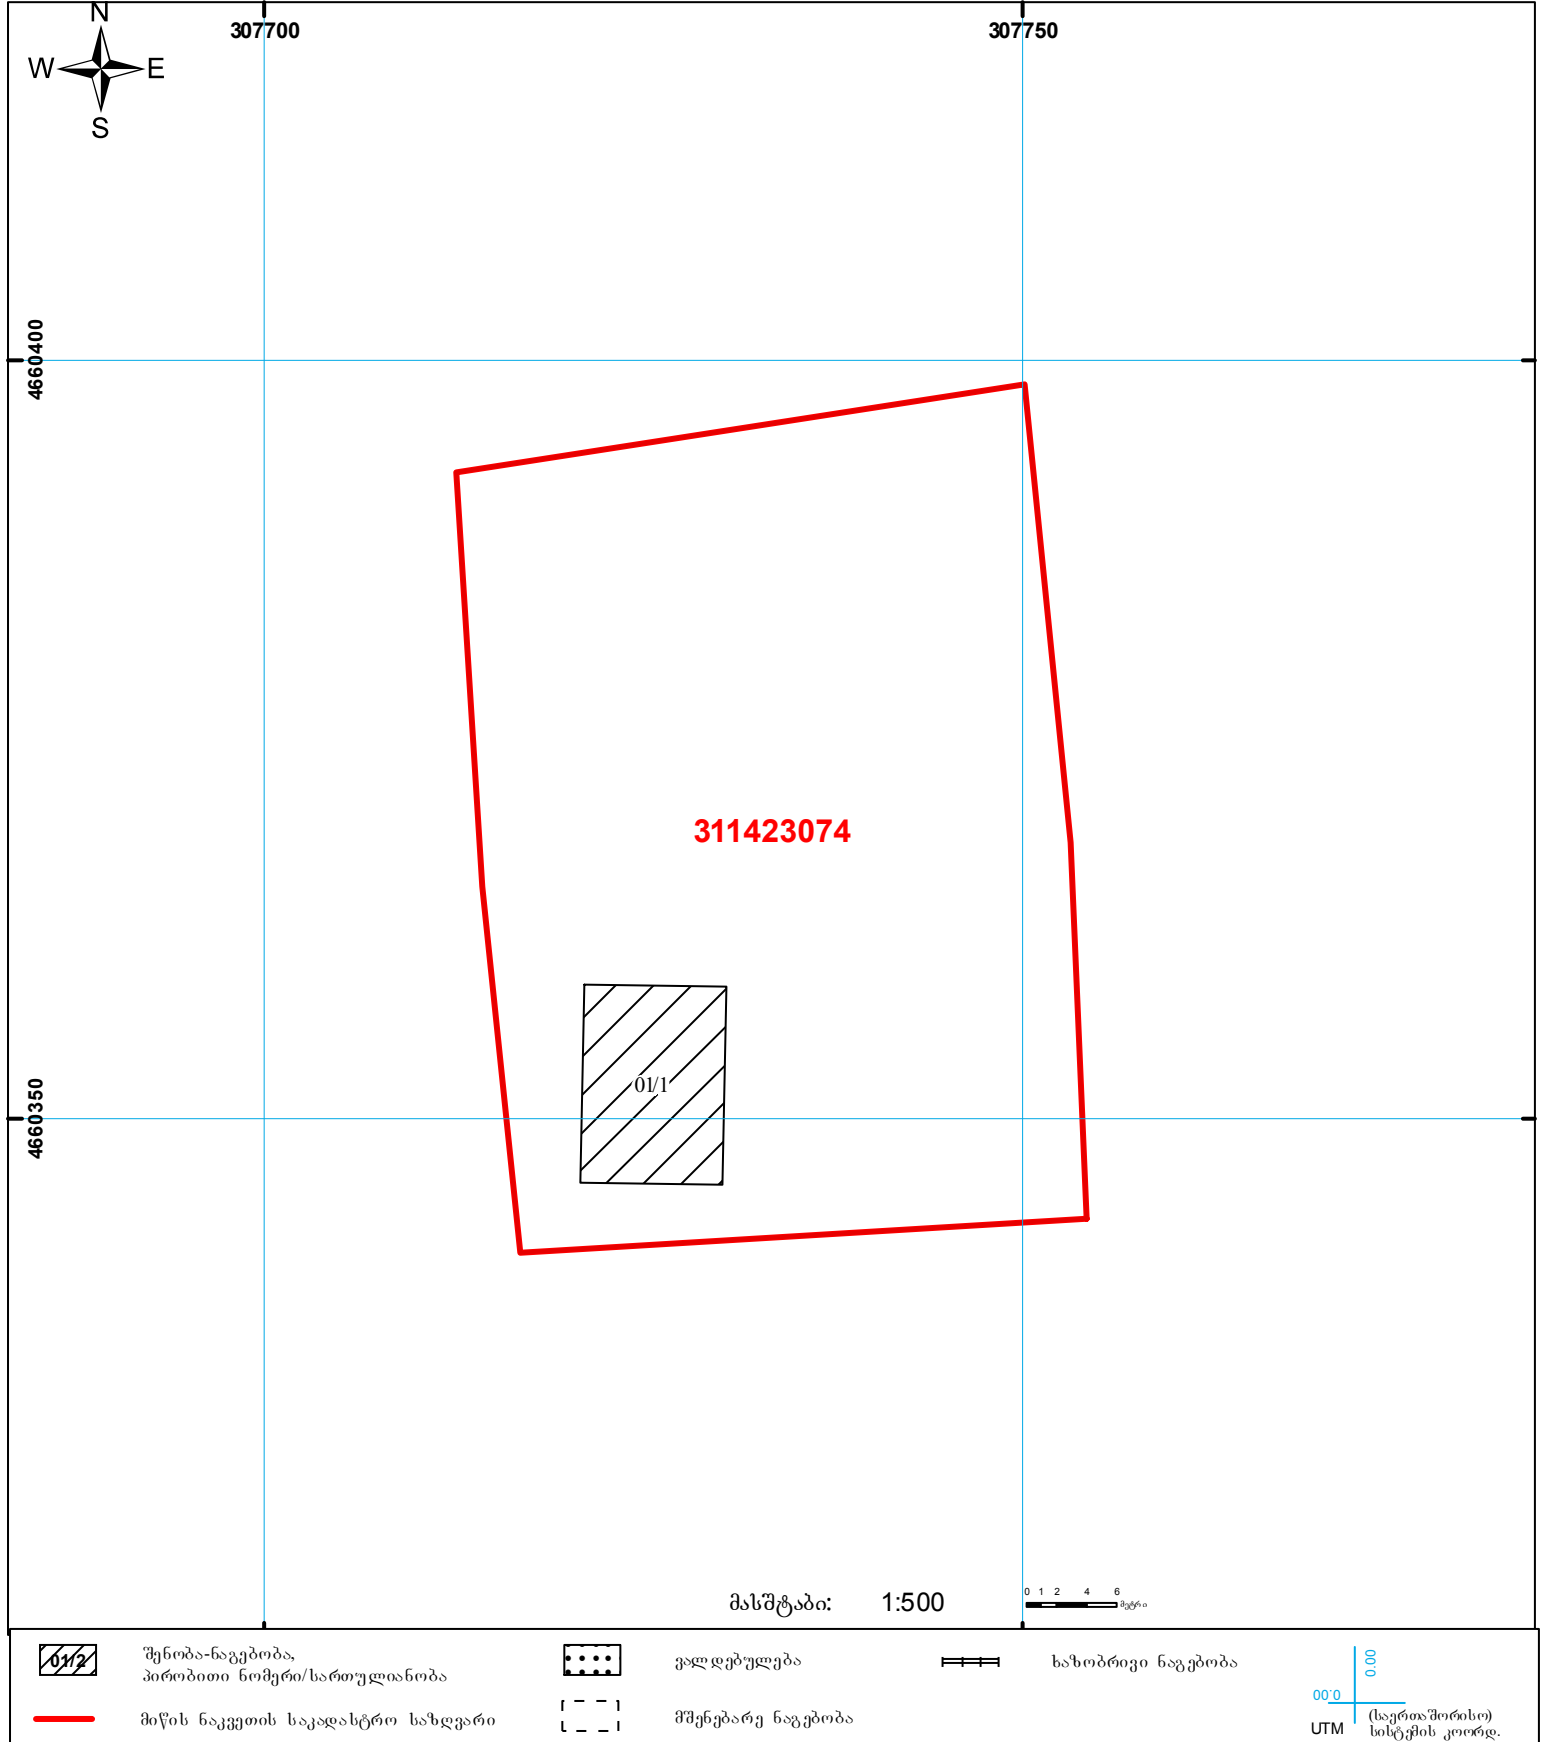 N
W E
S
307700
307750
4660400
4660350
311423074
01/1
მასშტაბი: 1:500
0 1 2 4 6
მეტრი
01/2
შენობა-ნაგებობა,
პირობითი ნომერი/სართულიანობა
ვალდებულება
ხაზობრივი ნაგებობა
მიწის ნაკვეთის საკადასტრო საზღვარი
მშენებარე ნაგებობა
00.0
00.0
UTM
(საერთაშორისო)
სისტემის კოორდ.